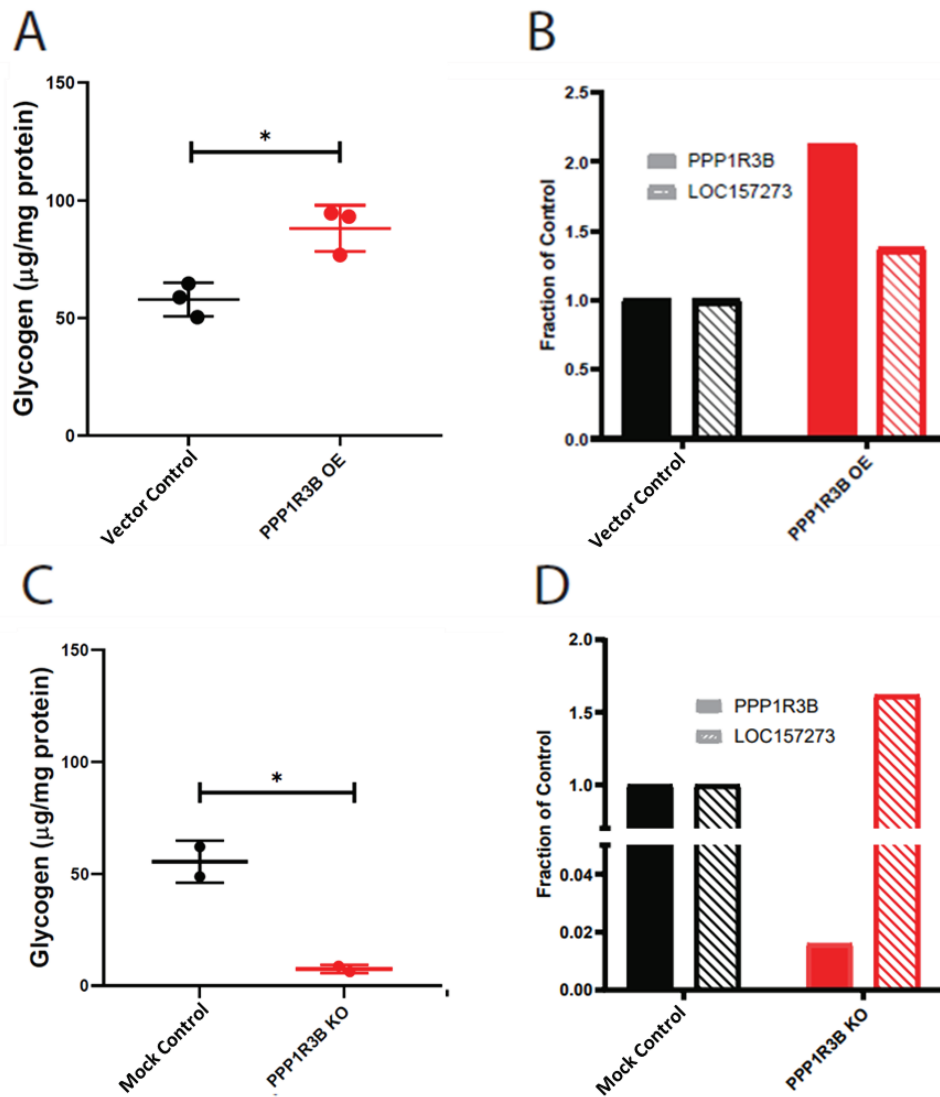 A
Glycogen (µg/mg protein)
150
100
50
0
*
Vector Control
PPP1R3B OE
B
Fraction of Control
2.5
2.0
1.5
1.0
0.5
0.0
PPP1R3B
LOC157273
Vector Control
PPP1R3B OE
C
Glycogen (µg/mg protein)
150
100
50
0
*
Mock Control
PPP1R3B KO
D
Fraction of Control
2.0
1.5
1.0
0.04
0.02
0.00
PPP1R3B
LOC157273
Mock Control
PPP1R3B KO